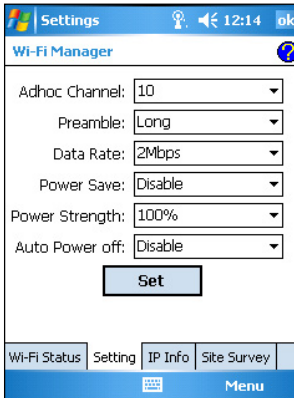 Settings 12:14 ok
Wi-Fi Manager ?
Adhoc Channel: 10
Preamble: Long
Data Rate: 2Mbps
Power Save: Disable
Power Strength: 100%
Auto Power off: Disable
Set
Wi-Fi Status Setting IP Info Site Survey
Menu